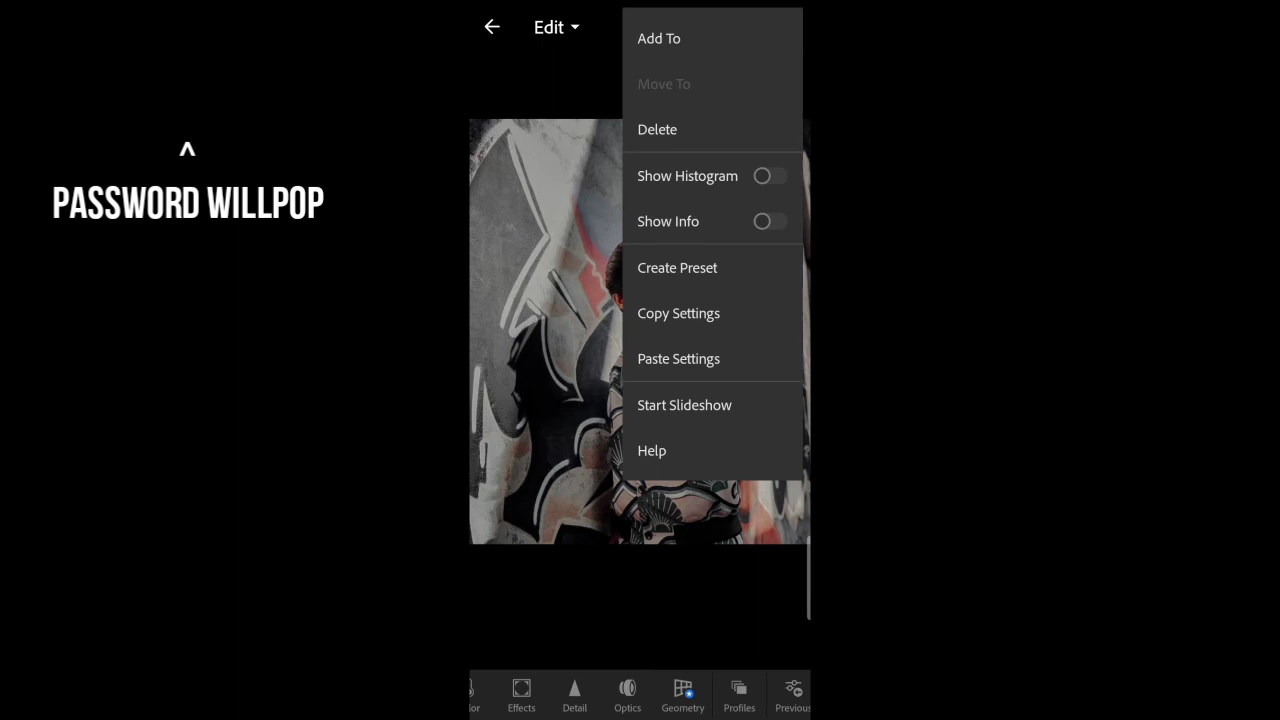 Edit
Add To
Move To
Delete
Show Histogram
Show Info
Create Preset
Copy Settings
Paste Settings
Start Slideshow
Help
^
PASSWORD WILLPOP
lor
Effects
Detail
Optics
Geometry
Profiles
Previous